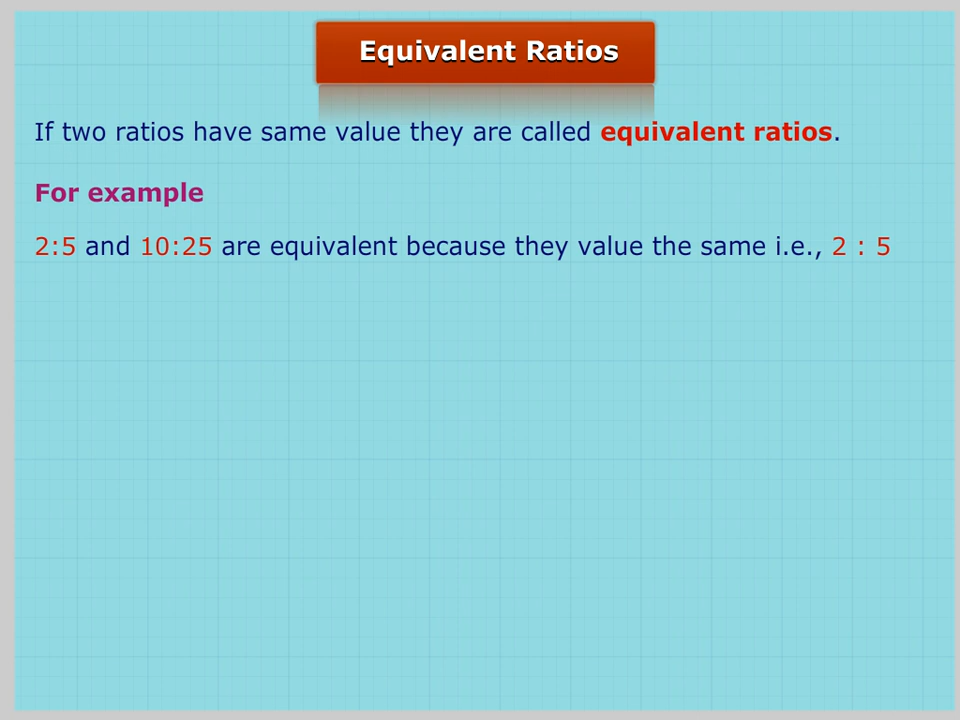 Equivalent Ratios
If two ratios have same value they are called equivalent ratios.
For example
2:5 and 10:25 are equivalent because they value the same i.e., 2 : 5